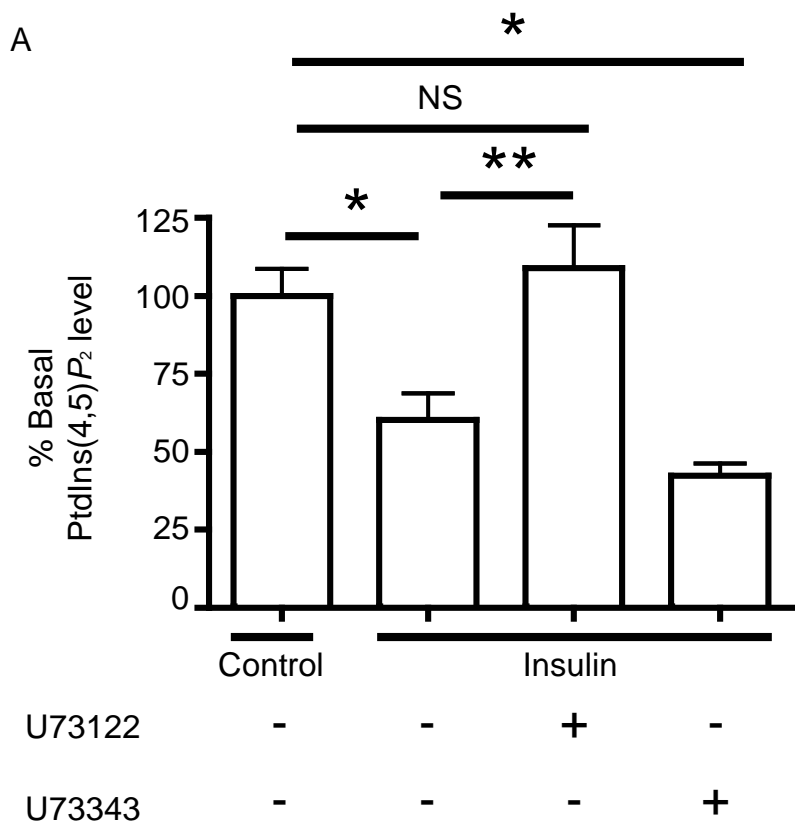 A
*
NS
*
**
% Basal
PtdIns(4,5)P₂ level
125
100
75
50
25
0
Control Insulin
U73122 - - + -
U73343 - - - +